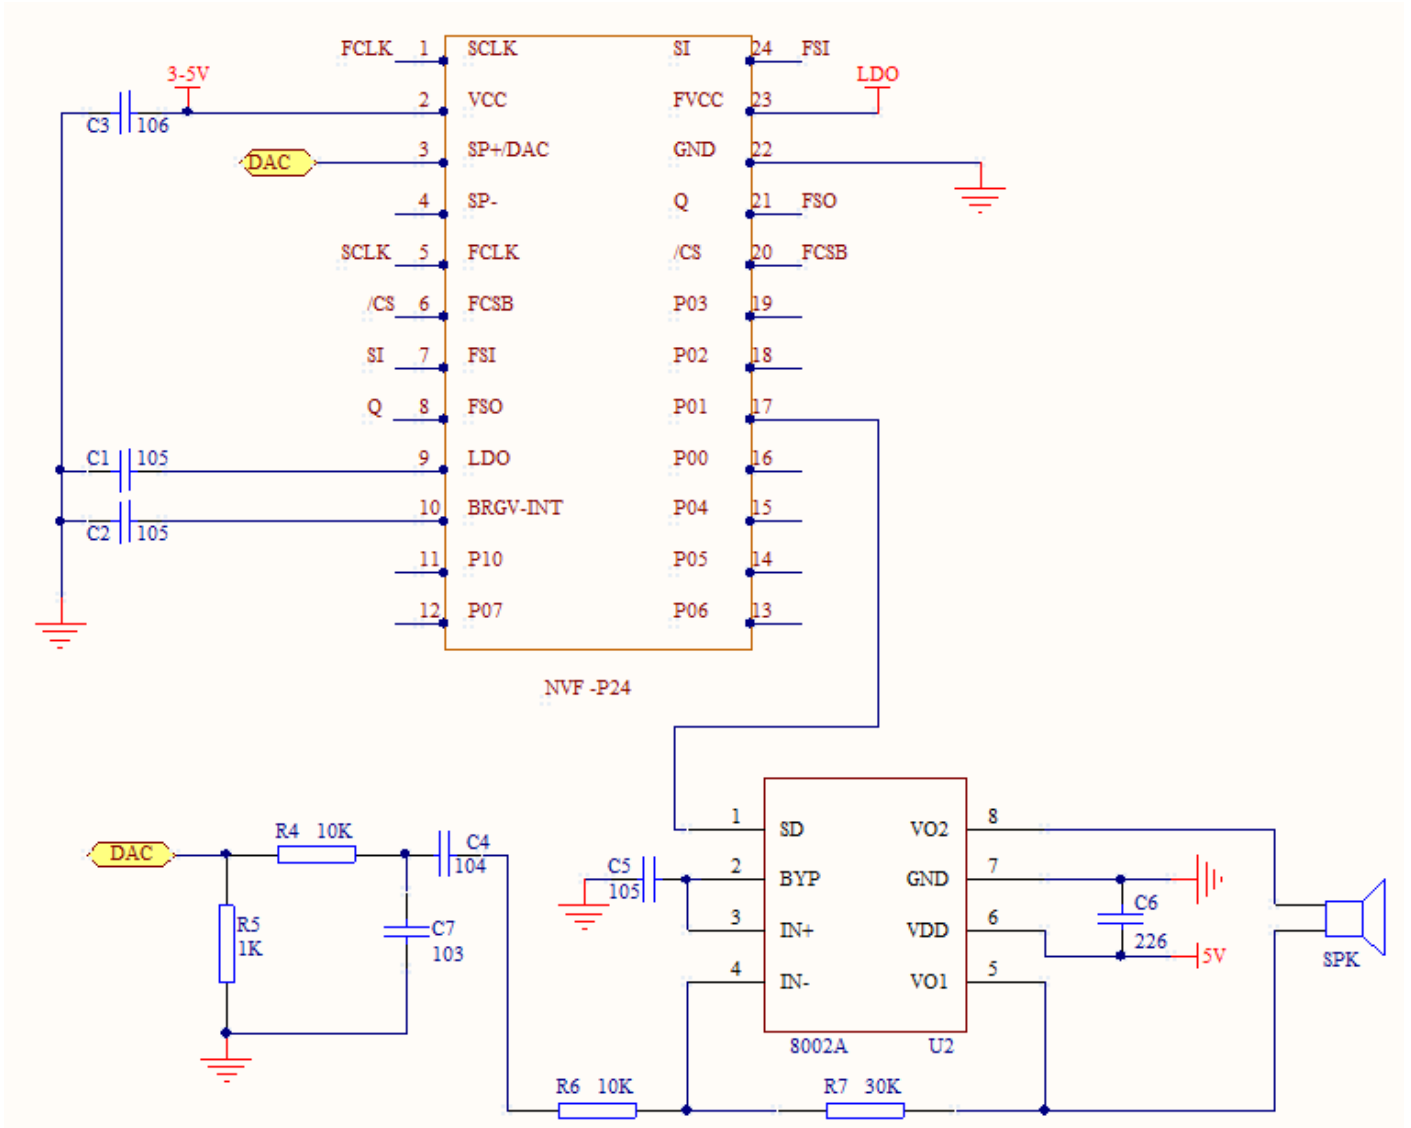 FCLK 1 SCLK SI 24 FSI
3-5V LDO
2 VCC FVCC 23
C3 106
DAC 3 SP+/DAC GND 22
4 SP- Q 21 FSO
SCLK 5 FCLK /CS 20 FCSB
/CS 6 FCSB P03 19
SI 7 FSI P02 18
Q 8 FSO P01 17
C1 105 9 LDO P00 16
10 BRGV-INT P04 15
C2 105
11 P10 P05 14
12 P07 P06 13
NVF -P24
1 SD VO2 8
R4 10K C4
DAC 104
C5 2 BYP GND 7
105
R5 C7 3 IN+ VDD 6 C6
1K 103 226 5V SPK
4 IN- VO1 5
8002A U2
R6 10K R7 30K